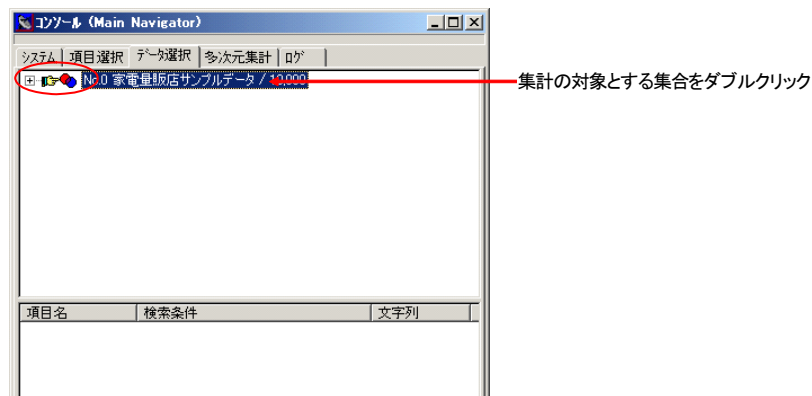 コンソール (Main Navigator)
システム 項目選択 データ選択 多次元集計 ログ
No.0 家電量販店サンプルデータ / 10,000
集計の対象とする集合をダブルクリック
項目名 検索条件 文字列